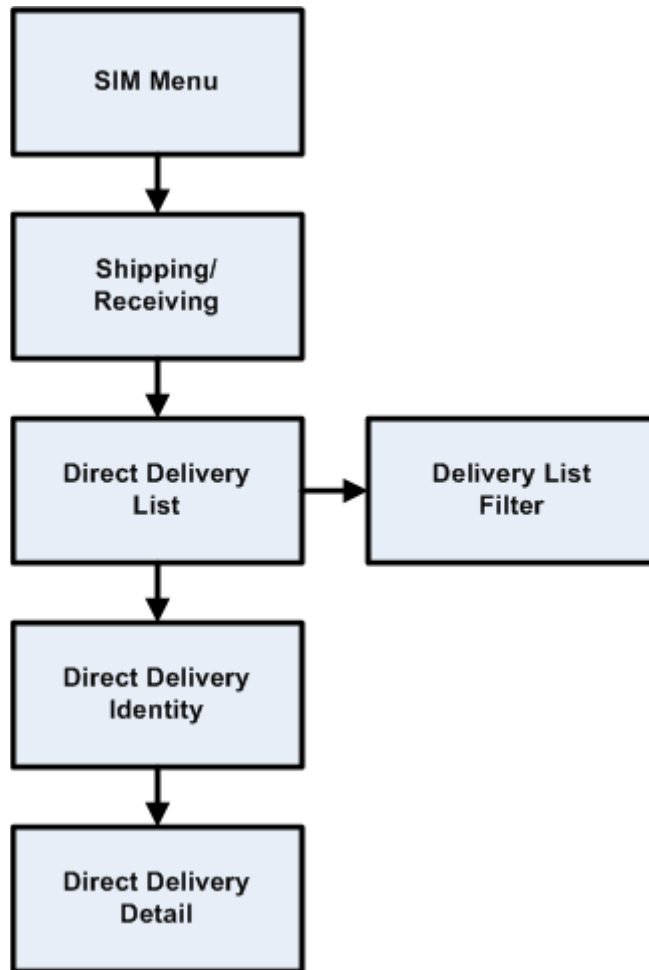 SIM Menu
Shipping/
Receiving
Direct Delivery
List
Delivery List
Filter
Direct Delivery
Identity
Direct Delivery
Detail